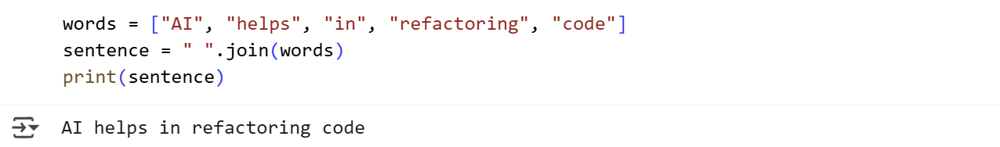 words = ["AI", "helps", "in", "refactoring", "code"]
sentence = " ".join(words)
print(sentence)
AI helps in refactoring code